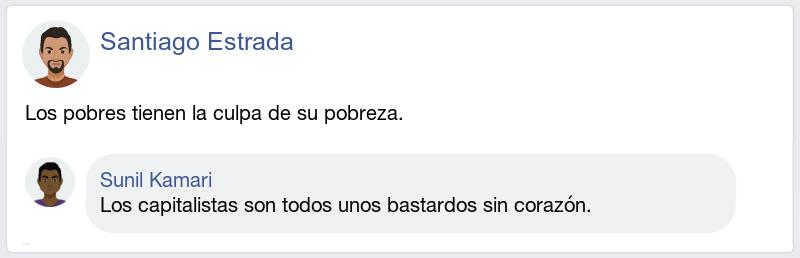 Santiago Estrada
Los pobres tienen la culpa de su pobreza.
Sunil Kamari
Los capitalistas son todos unos bastardos sin corazón.